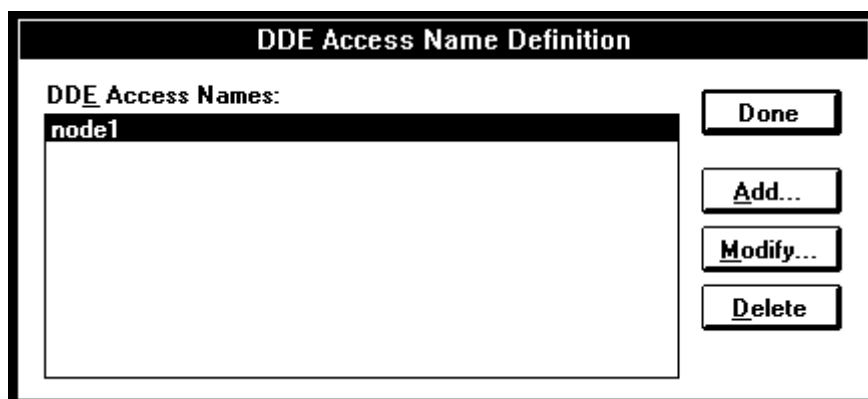 DDE Access Name Definition
DDE Access Names:
node1
Done
Add...
Modify...
Delete